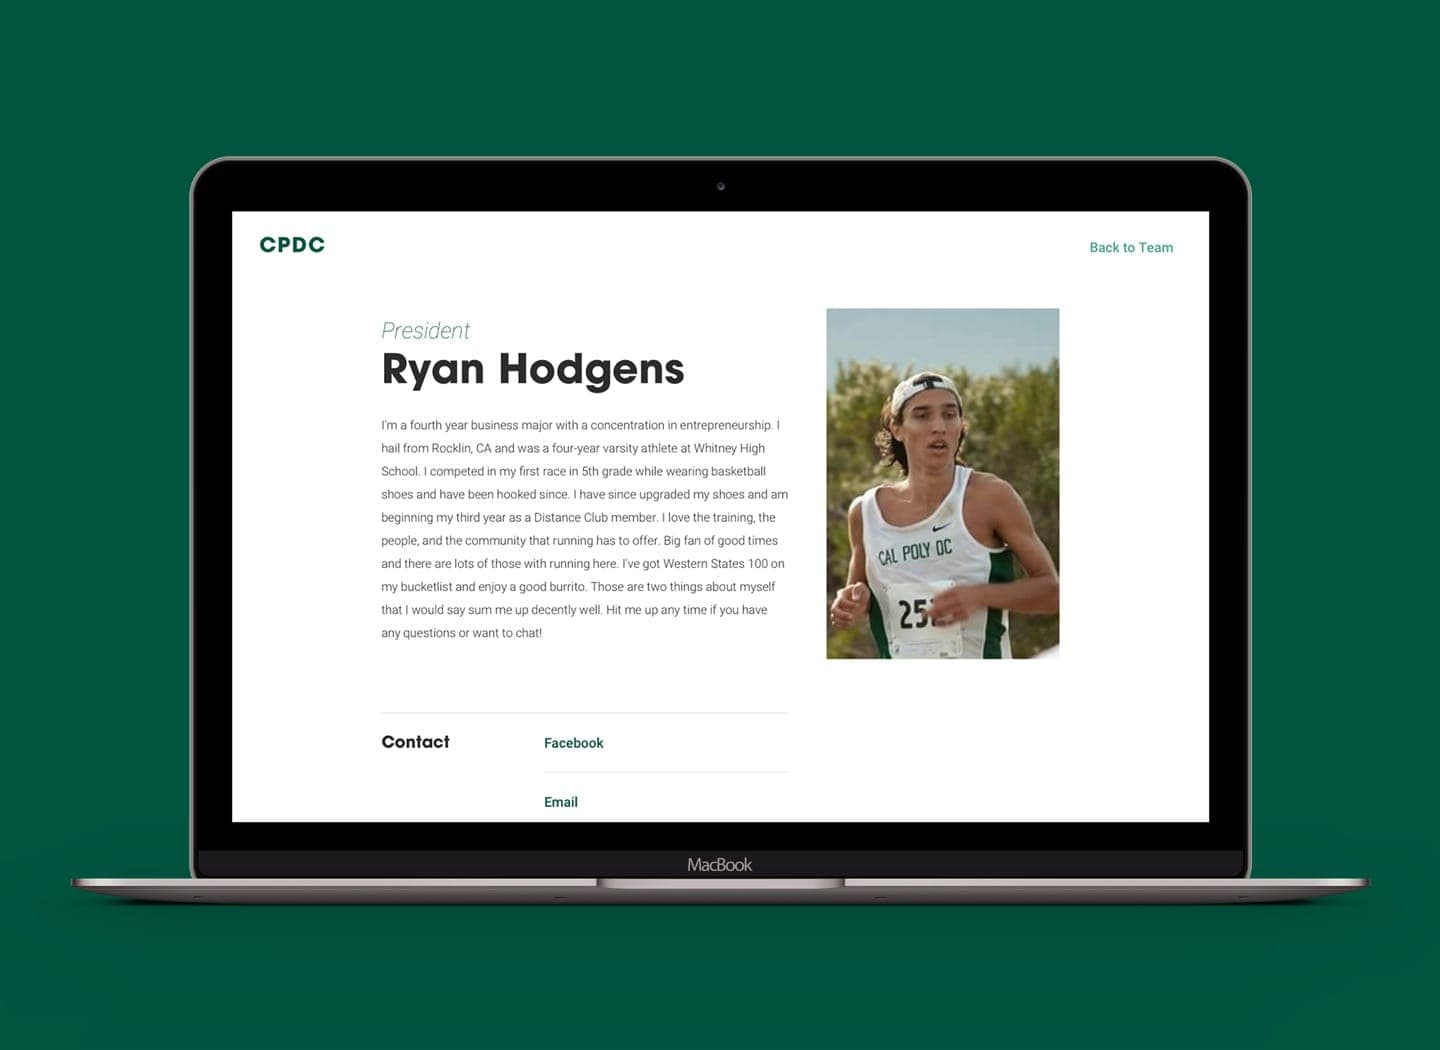 CPDC
Back to Team
President
Ryan Hodgens
I'm a fourth year business major with a concentration in entrepreneurship. I
hail from Rocklin, CA and was a four-year varsity athlete at Whitney High
School. I competed in my first race in 5th grade while wearing basketball
shoes and have been hooked since. I have since upgraded my shoes and am
beginning my third year as a Distance Club member. I love the training, the
people, and the community that running has to offer. Big fan of good times
and there are lots of those with running here. I've got Western States 100 on
my bucketlist and enjoy a good burrito. Those are two things about myself
that I would say sum me up decently well. Hit me up any time if you have
any questions or want to chat!
CAL POLY DC
Contact
Facebook
Email
MacBook